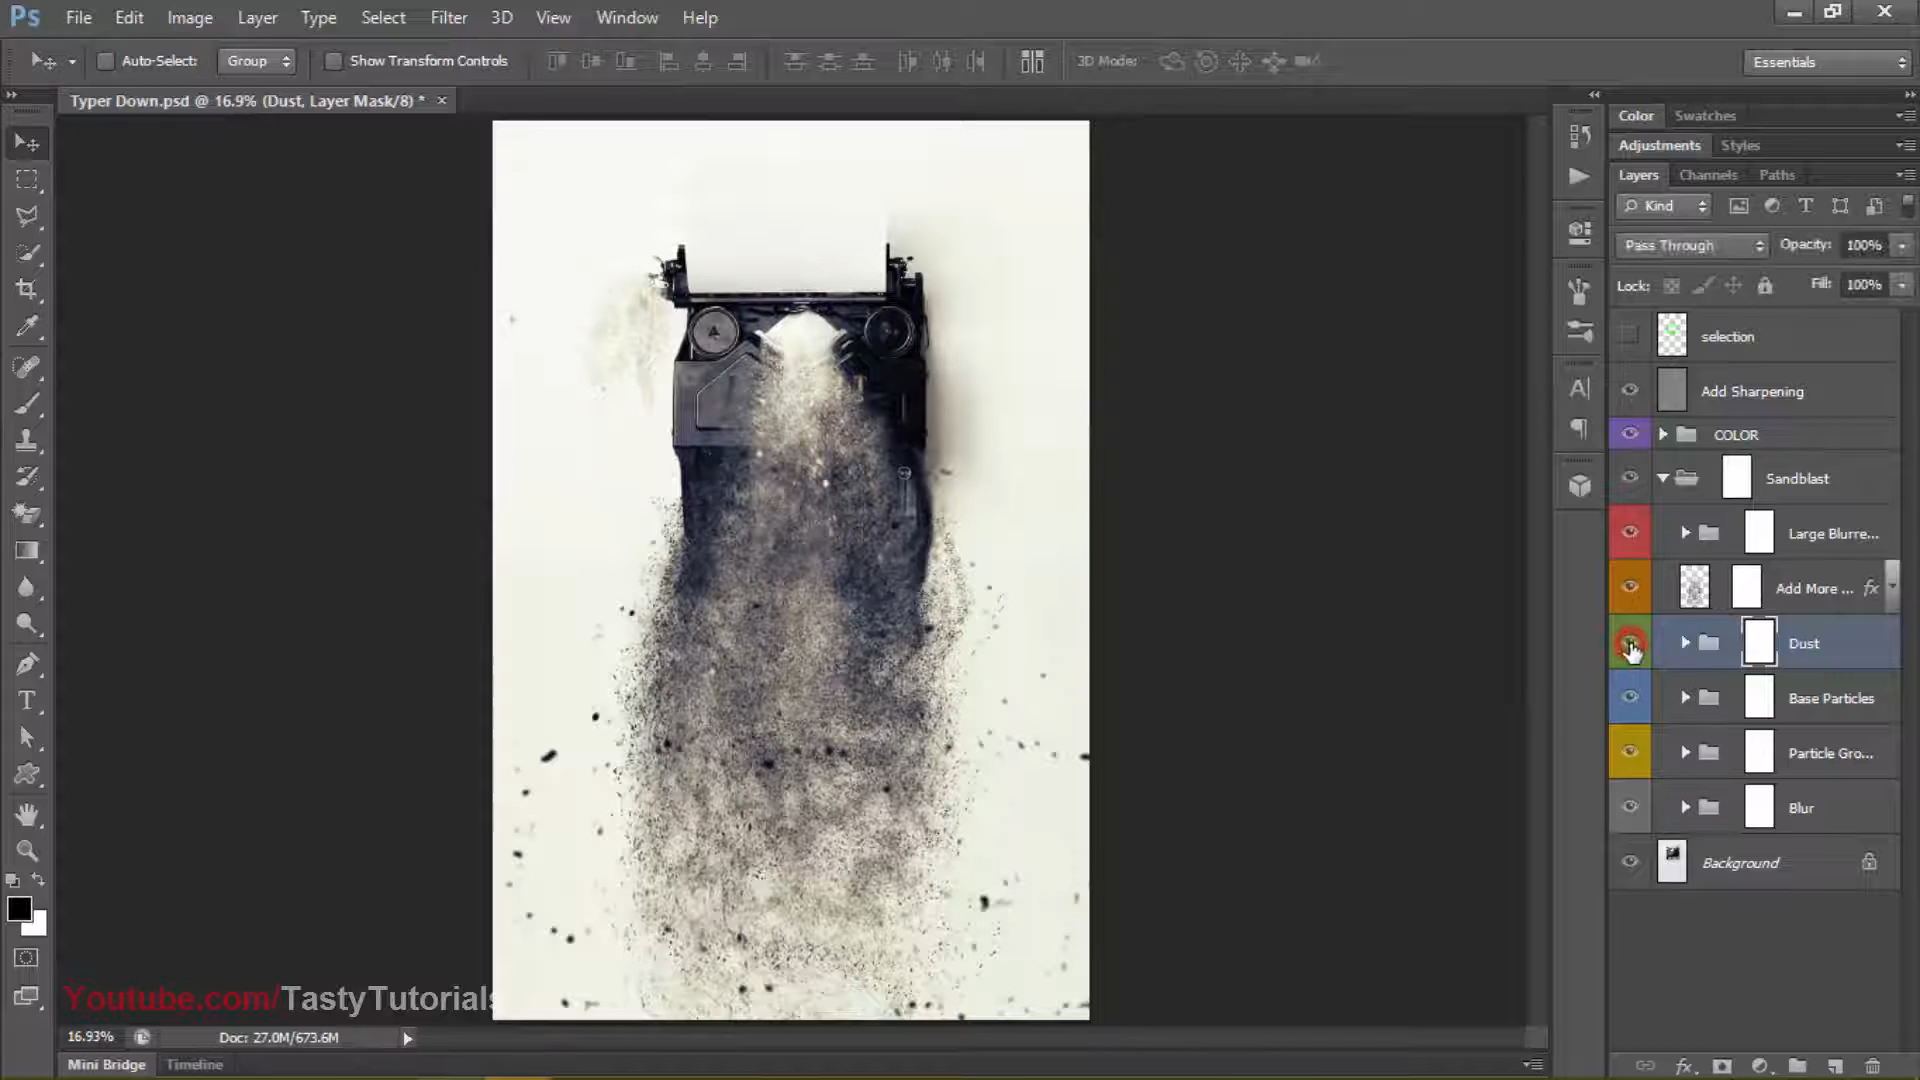 Ps File Edit Image Layer Type Select Filter 3D View Window Help
Auto-Select: Group Show Transform Controls 3D Mode: Essentials
Typer Down.psd @ 16.9% (Dust, Layer Mask/8) * ×
Color Swatches
Adjustments Styles
Layers Channels Paths
Kind
Pass Through Opacity: 100%
Lock: Fill: 100%
selection
Add Sharpening
COLOR
Sandblast
Large Blurre...
Add More ... fx
Dust
Base Particles
Particle Gro...
Blur
Background
Youtube.com/TastyTutorials
16.93% Doc: 27.0M/673.6M
Mini Bridge Timeline